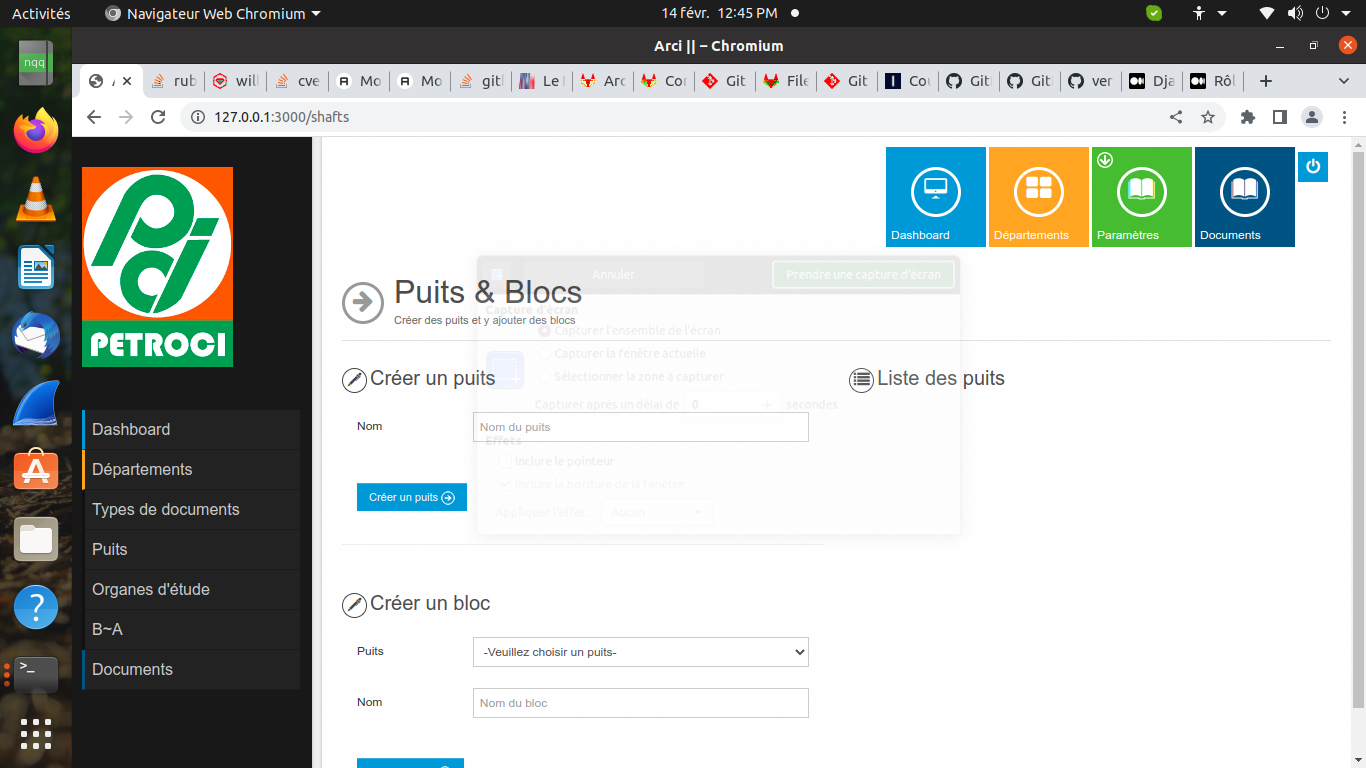 Activités
Navigateur Web Chromium
14 févr. 12:45 PM
Arci || – Chromium
nqq
rub
will
cve
Mo
Mo
gitl
Le
Arc
Cor
Git
File
Git
Cou
Git
Git
ver
Dja
Rôl
127.0.0.1:3000/shafts
PETROCI
Dashboard
Départements
Paramètres
Documents
Annuler
Prendre une capture d'écran
Puits & Blocs
Créer des puits et y ajouter des blocs
Capture d'écran
Capturer l'ensemble de l'écran
Capturer la fenêtre actuelle
Sélectionner la zone à capturer
Capturer après un délai de 0 + secondes
Effets
Inclure le pointeur
Inclure la bordure de la fenêtre
Appliquer l'effet : Aucun
Créer un puits
Liste des puits
Nom
Nom du puits
Créer un puits
Créer un bloc
Puits
-Veuillez choisir un puits-
Nom
Nom du bloc
Dashboard
Départements
Types de documents
Puits
Organes d'étude
B~A
Documents